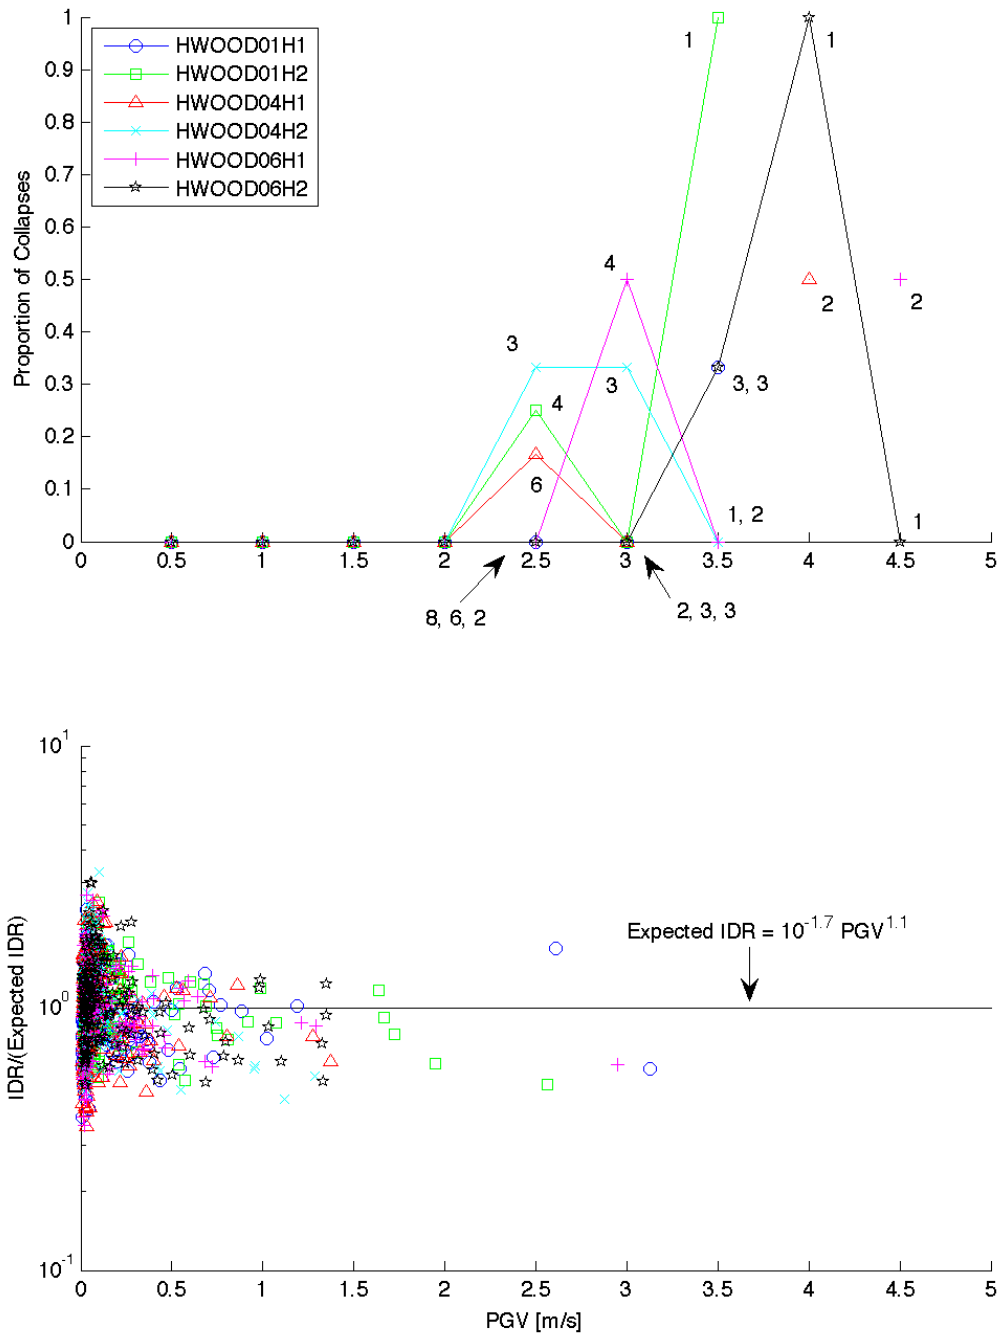 1
0.9
0.8
0.7
0.6
0.5
0.4
0.3
0.2
0.1
0
Proportion of Collapses
HWOOD01H1
HWOOD01H2
HWOOD04H1
HWOOD04H2
HWOOD06H1
HWOOD06H2
1
1
4
2
2
3
3
3, 3
4
6
1, 2
1
0 0.5 1 1.5 2 2.5 3 3.5 4 4.5 5
8, 6, 2
2, 3, 3
10^1
10^0
10^-1
IDR/(Expected IDR)
Expected IDR = 10^-1.7 PGV^1.1
0 0.5 1 1.5 2 2.5 3 3.5 4 4.5 5
PGV [m/s]